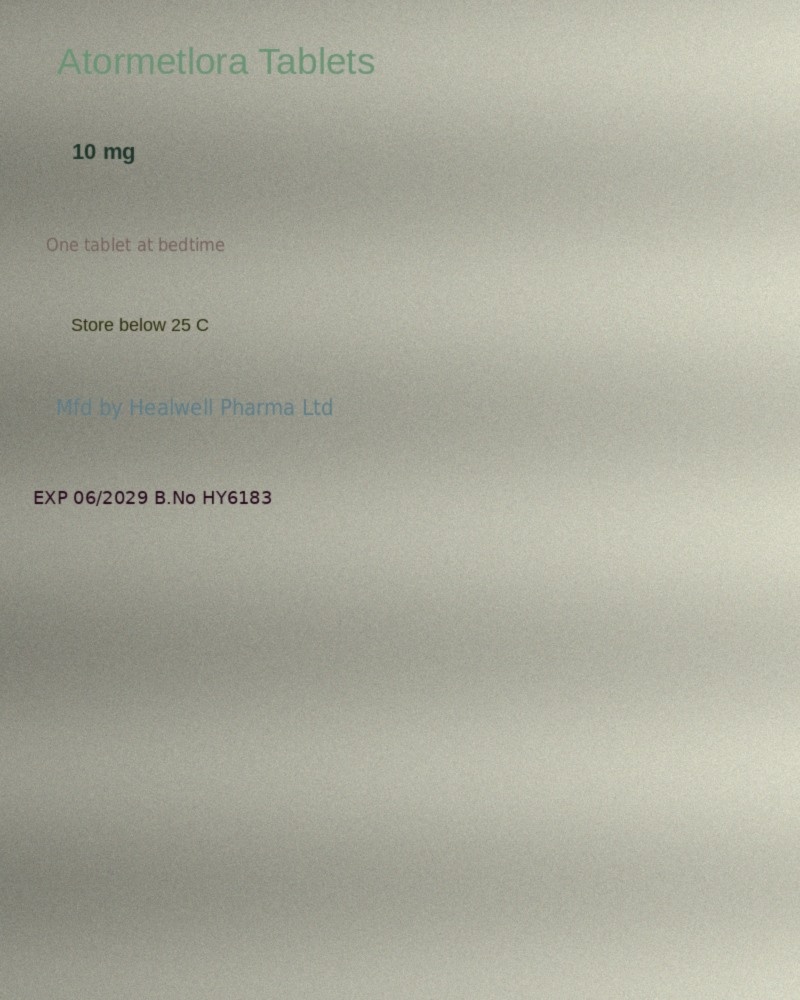 Atormetlora Tablets
10 mg
One tablet at bedtime
Store below 25 C
Mfd by Healwell Pharma Ltd
EXP 06/2029 B.No HY6183